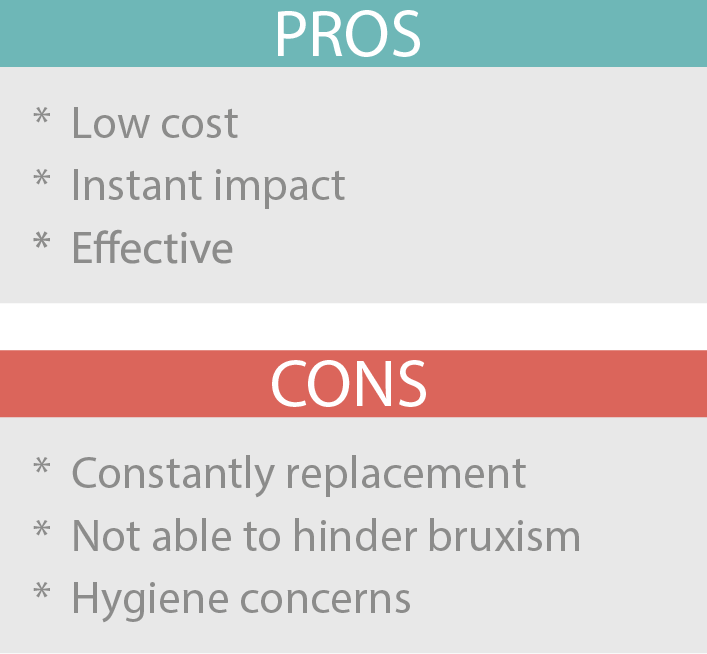 PROS
* Low cost
* Instant impact
* Effective
CONS
* Constantly replacement
* Not able to hinder bruxism
* Hygiene concerns